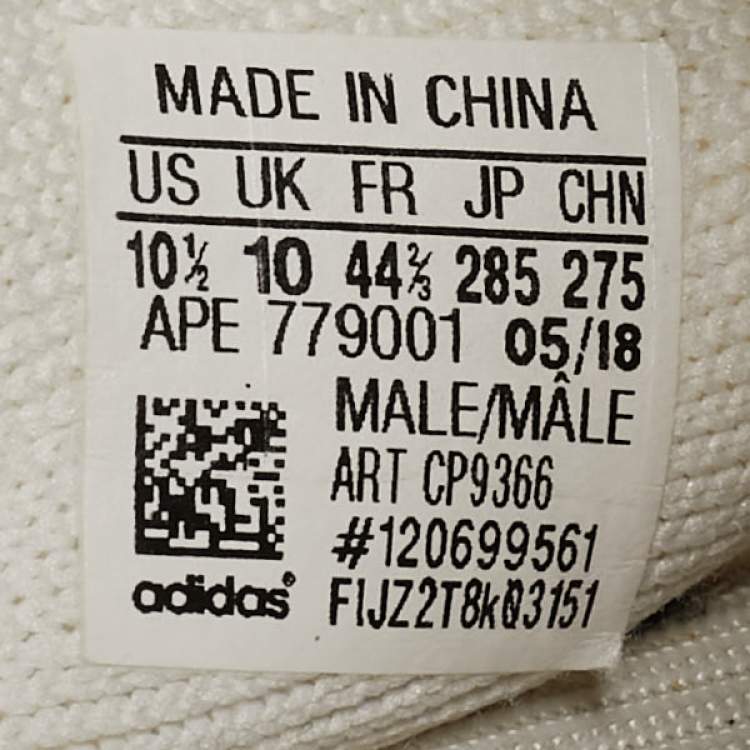 MADE IN CHINA
US UK FR JP CHN
10½ 10 44⅔ 285 275
APE 779001 05/18
MALE/MÂLE
ART CP9366
#120699561
adidas®